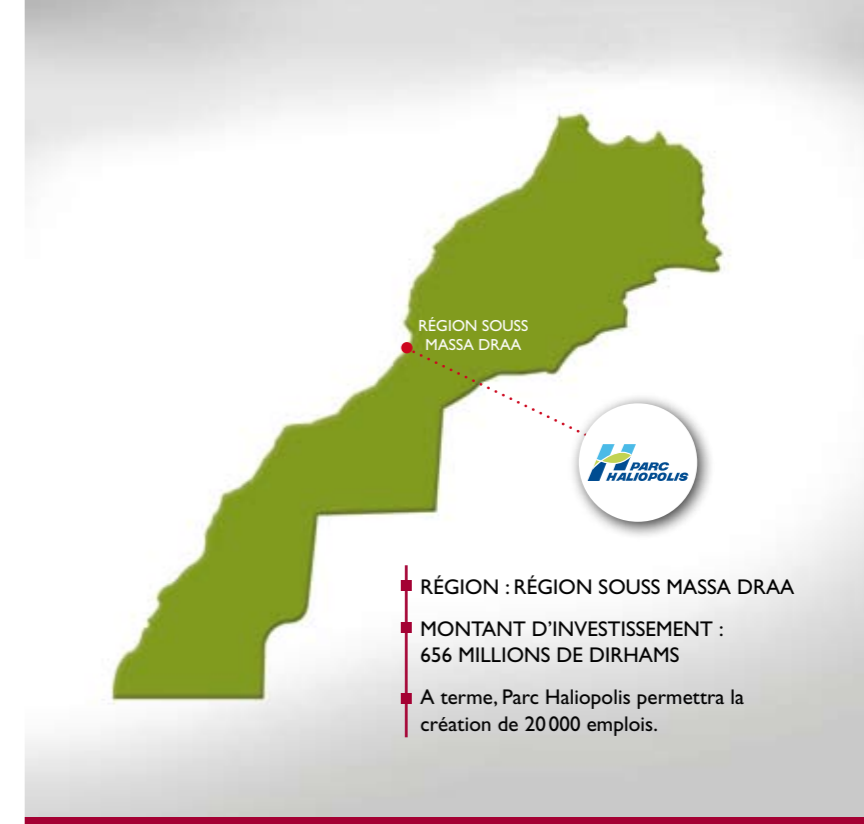 RÉGION SOUSS
MASSA DRAA
PARC
HALIOPOLIS
RÉGION : RÉGION SOUSS MASSA DRAA
MONTANT D’INVESTISSEMENT :
656 MILLIONS DE DIRHAMS
A terme, Parc Haliopolis permettra la
création de 20 000 emplois.